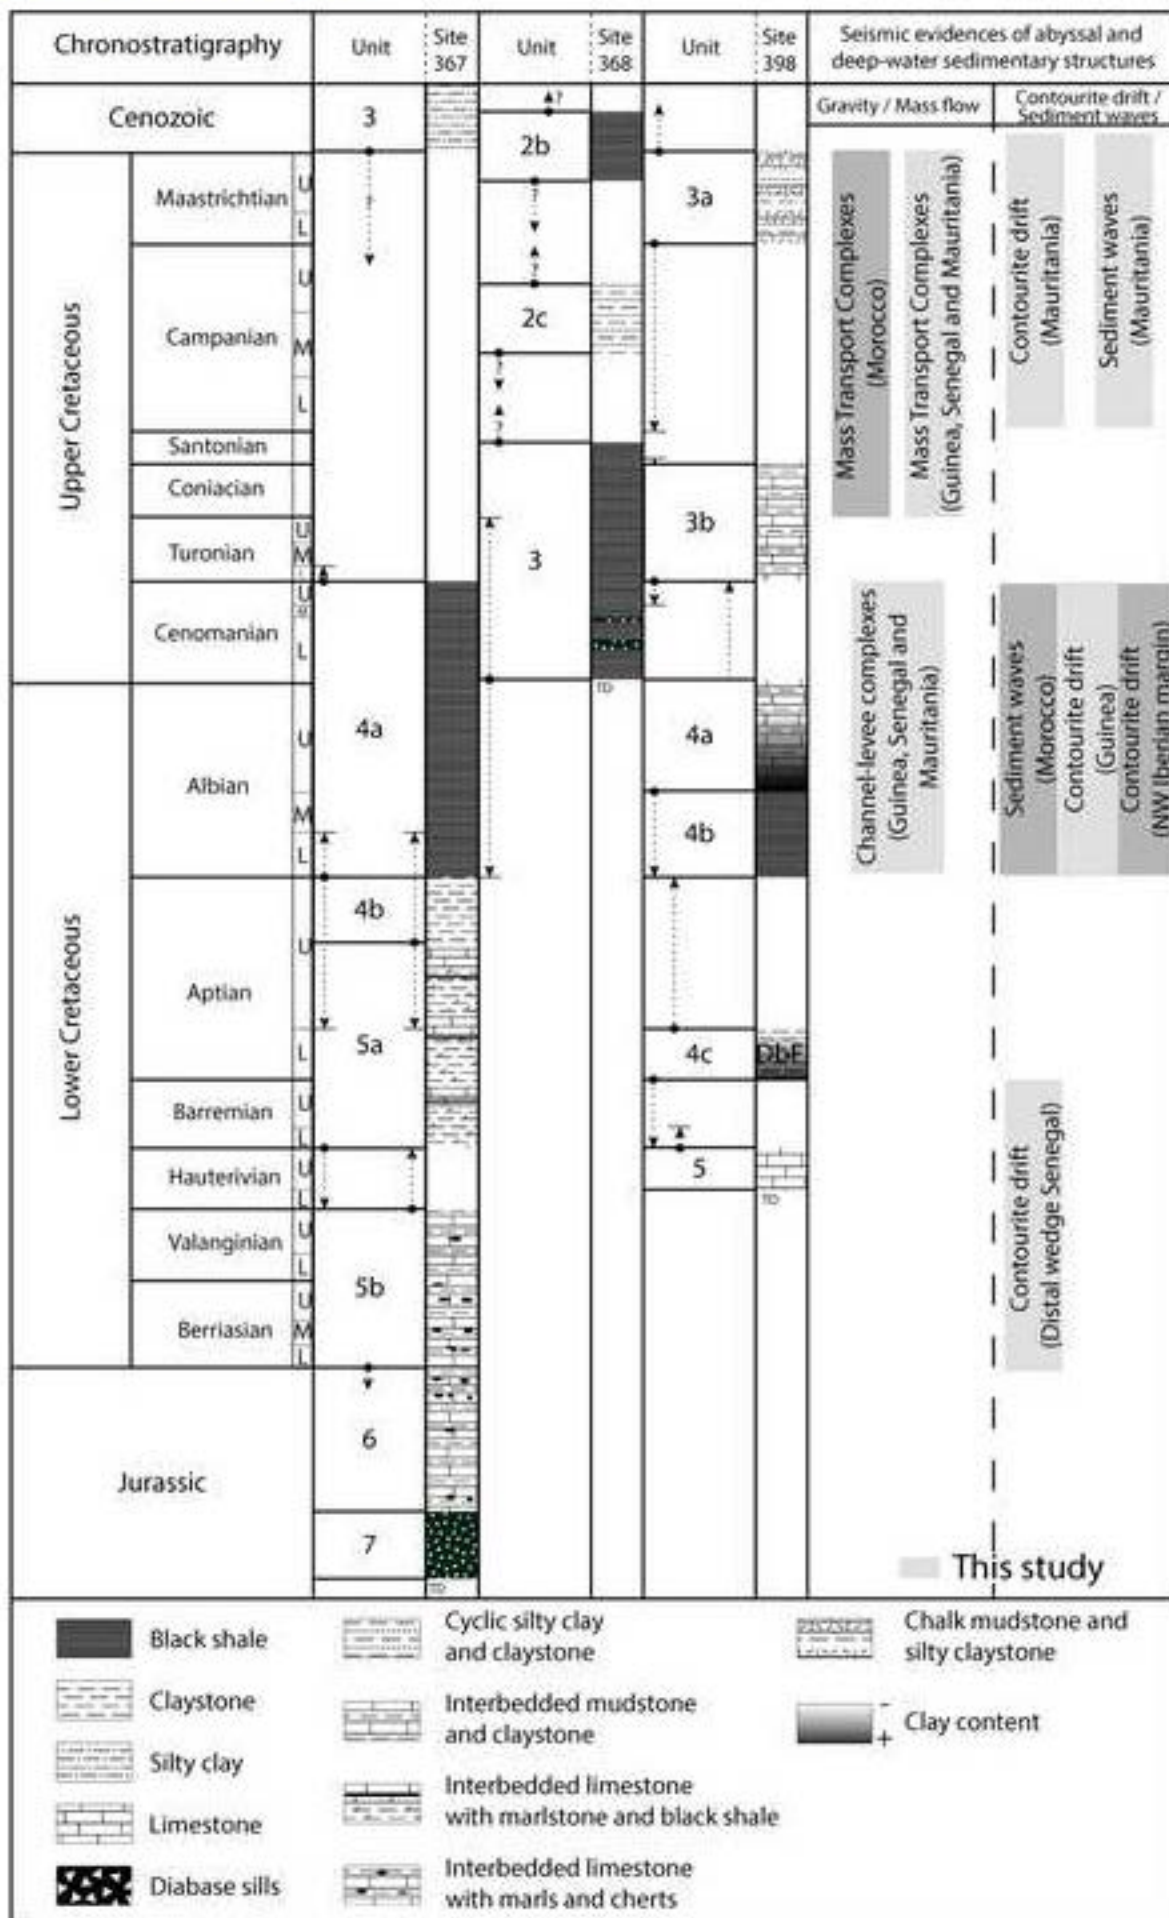 Chronostratigraphy
Unit
Site
367
Unit
Site
368
Unit
Site
398
Seismic evidences of abyssal and
deep-water sedimentary structures
Gravity / Mass flow
Contourite drift /
Sediment waves
Cenozoic
Upper Cretaceous
Maastrichtian
U
L
Campanian
U
M
L
Santonian
Coniacian
Turonian
U
M
Cenomanian
U
L
Lower Cretaceous
Albian
U
M
L
Aptian
U
L
Barremian
U
L
Hauterivian
U
L
Valanginian
U
L
Berriasian
U
M
L
Jurassic
3
?
4a
4b
5a
5b
6
7
TD
?
2b
?
?
2c
?
?
3
TD
3a
3b
4a
4b
4c
DbF
5
TD
Mass Transport Complexes
(Morocco)
Mass Transport Complexes
(Guinea, Senegal and Mauritania)
Contourite drift
(Mauritania)
Sediment waves
(Mauritania)
Channel-levee complexes
(Guinea, Senegal and
Mauritania)
Sediment waves
(Morocco)
Contourite drift
(Guinea)
Contourite drift
(NW Iberian margin)
Contourite drift
(Distal wedge Senegal)
This study
Black shale
Claystone
Silty clay
Limestone
Diabase sills
Cyclic silty clay
and claystone
Interbedded mudstone
and claystone
Interbedded limestone
with marlstone and black shale
Interbedded limestone
with marls and cherts
Chalk mudstone and
silty claystone
-
+ Clay content